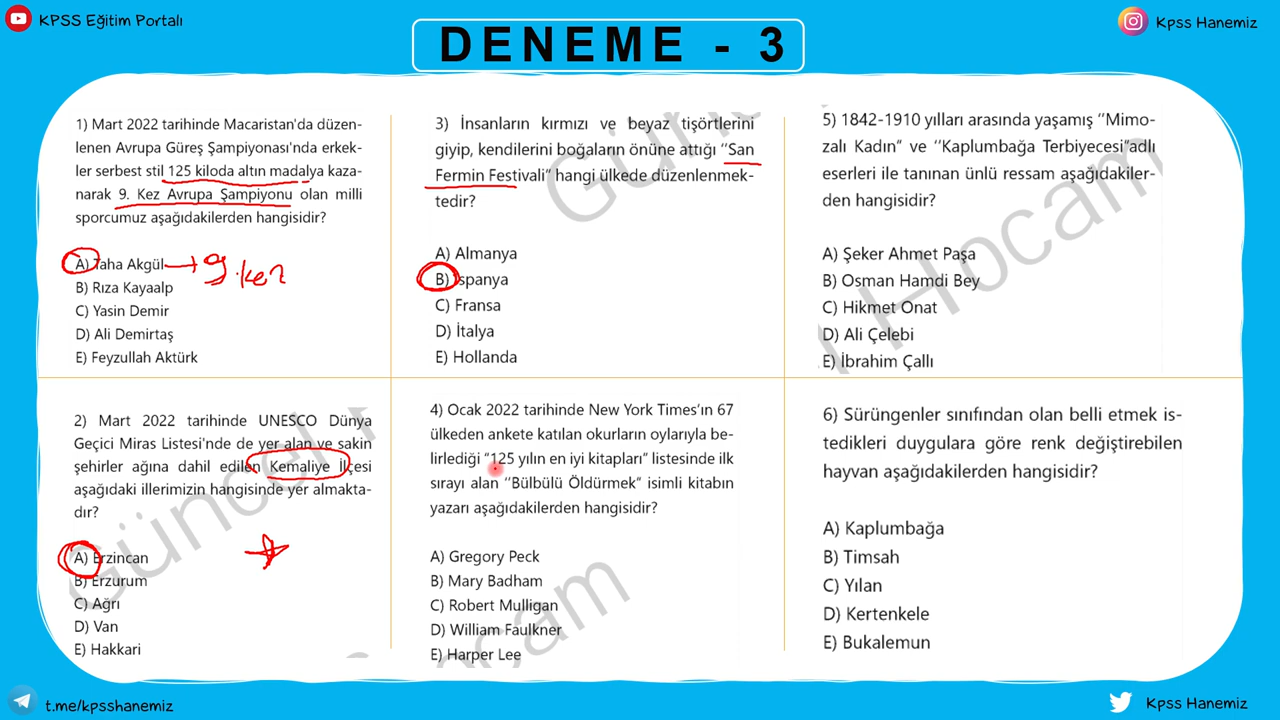 KPSS Eğitim Portalı
DENEME - 3
Kpss Hanemiz
1) Mart 2022 tarihinde Macaristan'da düzen-
lenen Avrupa Güreş Şampiyonası'nda erkek-
ler serbest stil 125 kiloda altın madalya kaza-
narak 9. Kez Avrupa Şampiyonu olan milli
sporcumuz aşağıdakilerden hangisidir?
A) Taha Akgül
9.kez
B) Rıza Kayaalp
C) Yasin Demir
D) Ali Demirtaş
E) Feyzullah Aktürk
2) Mart 2022 tarihinde UNESCO Dünya
Geçici Miras Listesi'nde de yer alan ve sakin
şehirler ağına dahil edilen Kemaliye İlçesi
aşağıdaki illerimizin hangisinde yer almakta-
dır?
A) Erzincan
B) Erzurum
C) Ağrı
D) Van
E) Hakkari
3) İnsanların kırmızı ve beyaz tişörtlerini
giyip, kendilerini boğaların önüne attığı ‘’San
Fermin Festivali” hangi ülkede düzenlenmek-
tedir?
A) Almanya
B) İspanya
C) Fransa
D) İtalya
E) Hollanda
4) Ocak 2022 tarihinde New York Times’ın 67
ülkeden ankete katılan okurların oylarıyla be-
lirlediği “125 yılın en iyi kitapları” listesinde ilk
sırayı alan ‘’Bülbülü Öldürmek” isimli kitabın
yazarı aşağıdakilerden hangisidir?
A) Gregory Peck
B) Mary Badham
C) Robert Mulligan
D) William Faulkner
E) Harper Lee
5) 1842-1910 yılları arasında yaşamış ‘’Mimo-
zalı Kadın” ve ‘’Kaplumbağa Terbiyecesi”adlı
eserleri ile tanınan ünlü ressam aşağıdakiler-
den hangisidir?
A) Şeker Ahmet Paşa
B) Osman Hamdi Bey
C) Hikmet Onat
D) Ali Çelebi
E) İbrahim Çallı
6) Sürüngenler sınıfından olan belli etmek is-
tedikleri duygulara göre renk değiştirebilen
hayvan aşağıdakilerden hangisidir?
A) Kaplumbağa
B) Timsah
C) Yılan
D) Kertenkele
E) Bukalemun
Güncel
Hocam
t.me/kpsshanemiz
Kpss Hanemiz